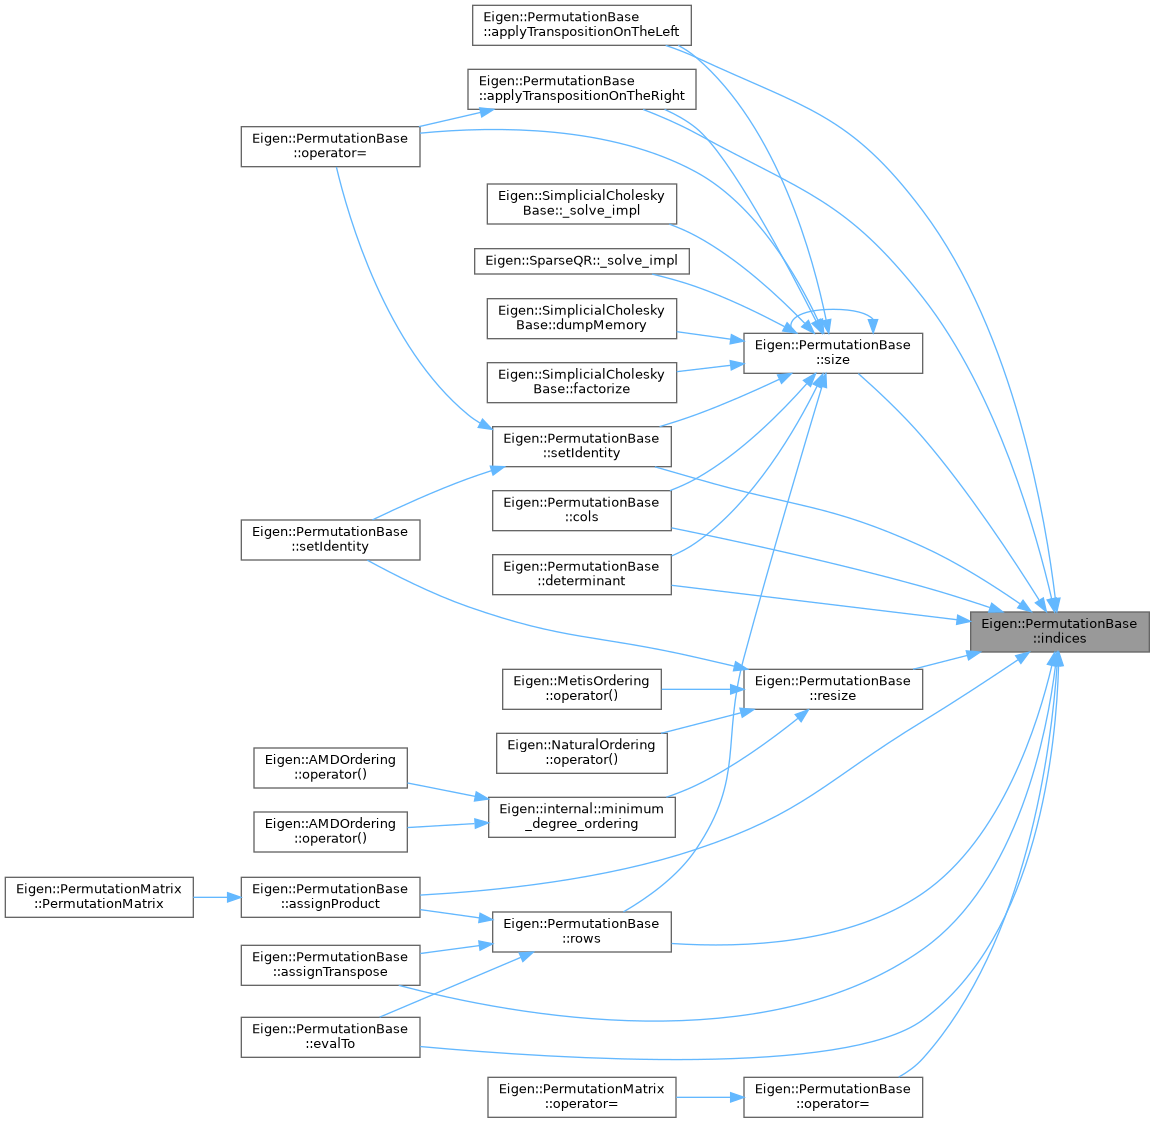 Eigen::PermutationBase
::applyTranspositionOnTheLeft
Eigen::PermutationBase
::applyTranspositionOnTheRight
Eigen::PermutationBase
::operator=
Eigen::SimplicialCholesky
Base::_solve_impl
Eigen::SparseQR::_solve_impl
Eigen::SimplicialCholesky
Base::dumpMemory
Eigen::PermutationBase
::size
Eigen::SimplicialCholesky
Base::factorize
Eigen::PermutationBase
::setIdentity
Eigen::PermutationBase
::cols
Eigen::PermutationBase
::setIdentity
Eigen::PermutationBase
::determinant
Eigen::PermutationBase
::indices
Eigen::MetisOrdering
::operator()
Eigen::PermutationBase
::resize
Eigen::NaturalOrdering
::operator()
Eigen::AMDOrdering
::operator()
Eigen::internal::minimum
_degree_ordering
Eigen::AMDOrdering
::operator()
Eigen::PermutationMatrix
::PermutationMatrix
Eigen::PermutationBase
::assignProduct
Eigen::PermutationBase
::rows
Eigen::PermutationBase
::assignTranspose
Eigen::PermutationBase
::evalTo
Eigen::PermutationMatrix
::operator=
Eigen::PermutationBase
::operator=